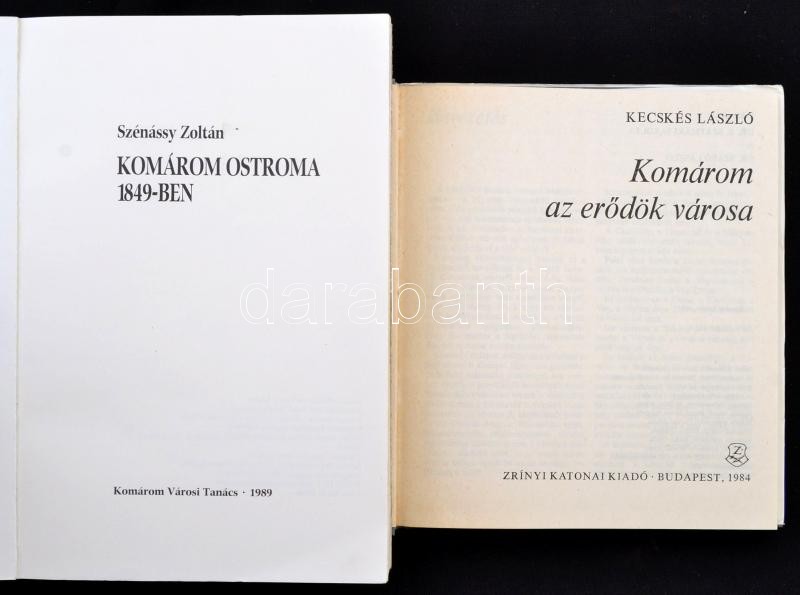 Szénássy Zoltán
KOMÁROM OSTROMA
1849-BEN
Komárom Városi Tanács · 1989
KECSKÉS LÁSZLÓ
Komárom
az erődök városa
Z
ZRÍNYI KATONAI KIADÓ · BUDAPEST, 1984
darabanth